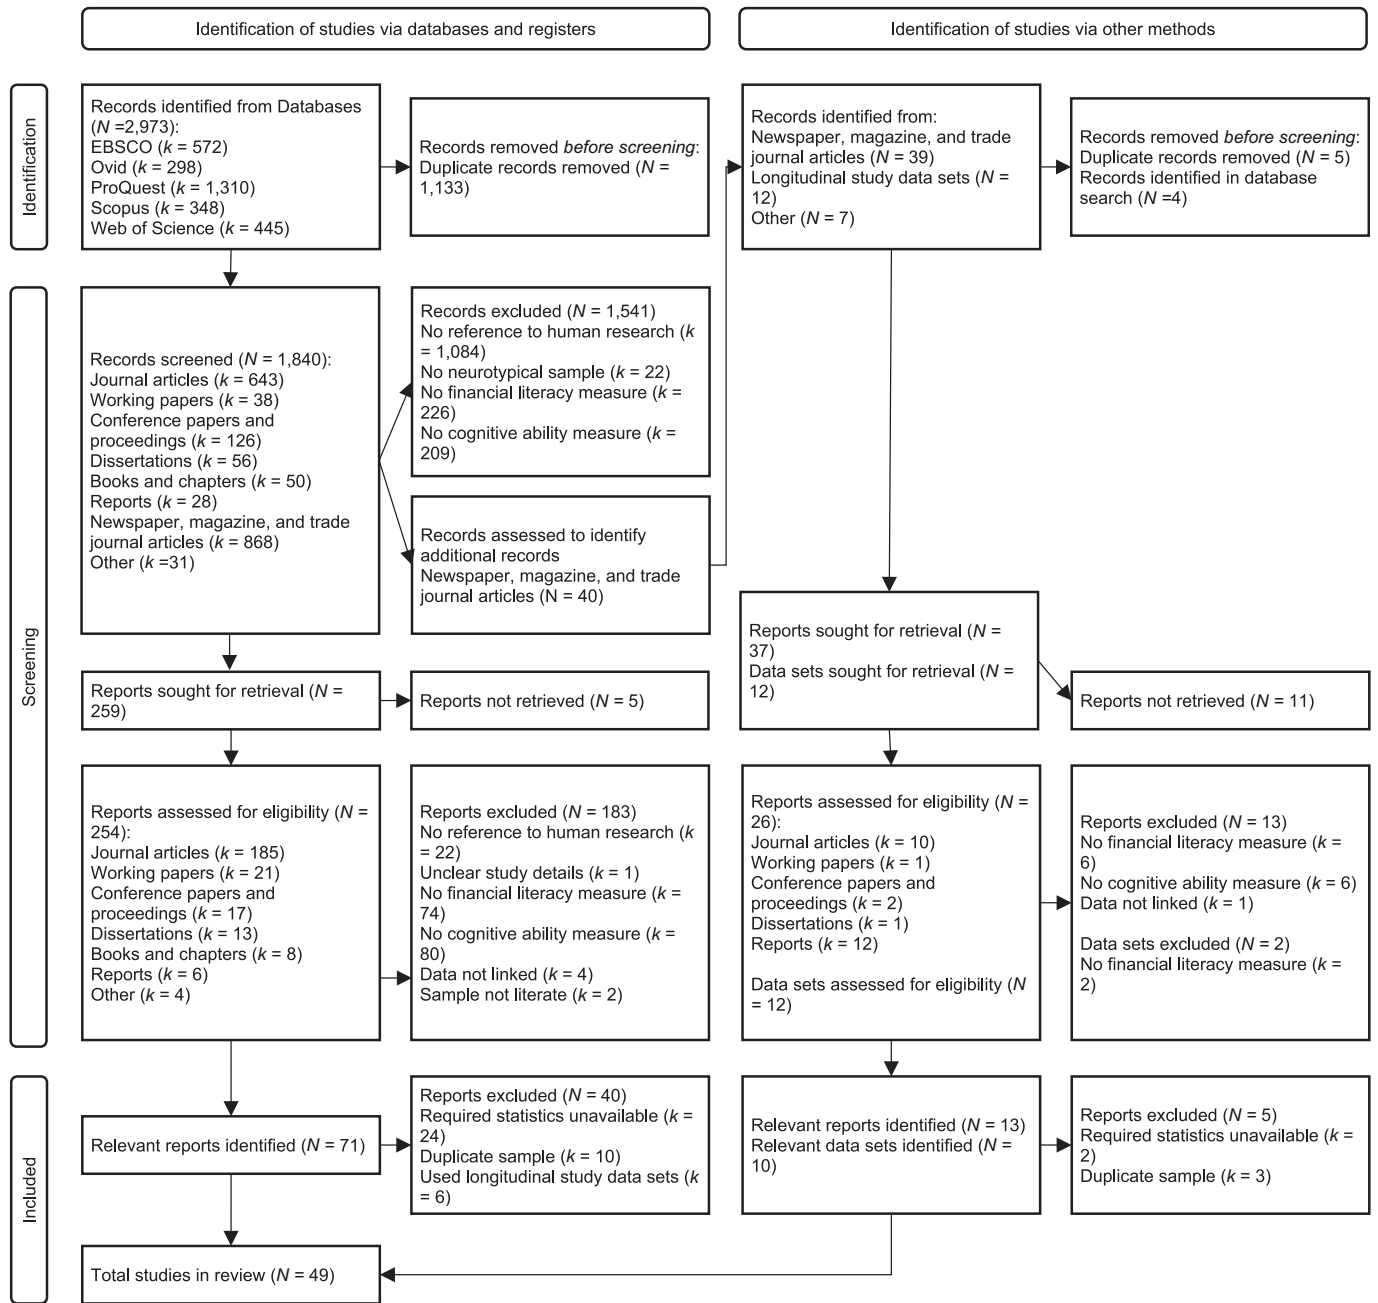 Identification of studies via databases and registers
Identification of studies via other methods
Identification
Records identified from Databases
(N =2,973):
EBSCO (k = 572)
Ovid (k = 298)
ProQuest (k = 1,310)
Scopus (k = 348)
Web of Science (k = 445)
Records removed before screening:
Duplicate records removed (N =
1,133)
Records identified from:
Newspaper, magazine, and trade
journal articles (N = 39)
Longitudinal study data sets (N =
12)
Other (N = 7)
Records removed before screening:
Duplicate records removed (N = 5)
Records identified in database
search (N =4)
Screening
Records screened (N = 1,840):
Journal articles (k = 643)
Working papers (k = 38)
Conference papers and
proceedings (k = 126)
Dissertations (k = 56)
Books and chapters (k = 50)
Reports (k = 28)
Newspaper, magazine, and trade
journal articles (k = 868)
Other (k =31)
Records excluded (N = 1,541)
No reference to human research (k
= 1,084)
No neurotypical sample (k = 22)
No financial literacy measure (k =
226)
No cognitive ability measure (k =
209)
Records assessed to identify
additional records
Newspaper, magazine, and trade
journal articles (N = 40)
Reports sought for retrieval (N =
37)
Data sets sought for retrieval (N =
12)
Reports sought for retrieval (N =
259)
Reports not retrieved (N = 5)
Reports not retrieved (N = 11)
Reports assessed for eligibility (N =
254):
Journal articles (k = 185)
Working papers (k = 21)
Conference papers and
proceedings (k = 17)
Dissertations (k = 13)
Books and chapters (k = 8)
Reports (k = 6)
Other (k = 4)
Reports excluded (N = 183)
No reference to human research (k
= 22)
Unclear study details (k = 1)
No financial literacy measure (k =
74)
No cognitive ability measure (k =
80)
Data not linked (k = 4)
Sample not literate (k = 2)
Reports assessed for eligibility (N =
26):
Journal articles (k = 10)
Working papers (k = 1)
Conference papers and
proceedings (k = 2)
Dissertations (k = 1)
Reports (k = 12)
Data sets assessed for eligibility (N
= 12)
Reports excluded (N = 13)
No financial literacy measure (k =
6)
No cognitive ability measure (k = 6)
Data not linked (k = 1)
Data sets excluded (N = 2)
No financial literacy measure (k =
2)
Included
Relevant reports identified (N = 71)
Reports excluded (N = 40)
Required statistics unavailable (k =
24)
Duplicate sample (k = 10)
Used longitudinal study data sets (k
= 6)
Relevant reports identified (N = 13)
Relevant data sets identified (N =
10)
Reports excluded (N = 5)
Required statistics unavailable (k =
2)
Duplicate sample (k = 3)
Total studies in review (N = 49)